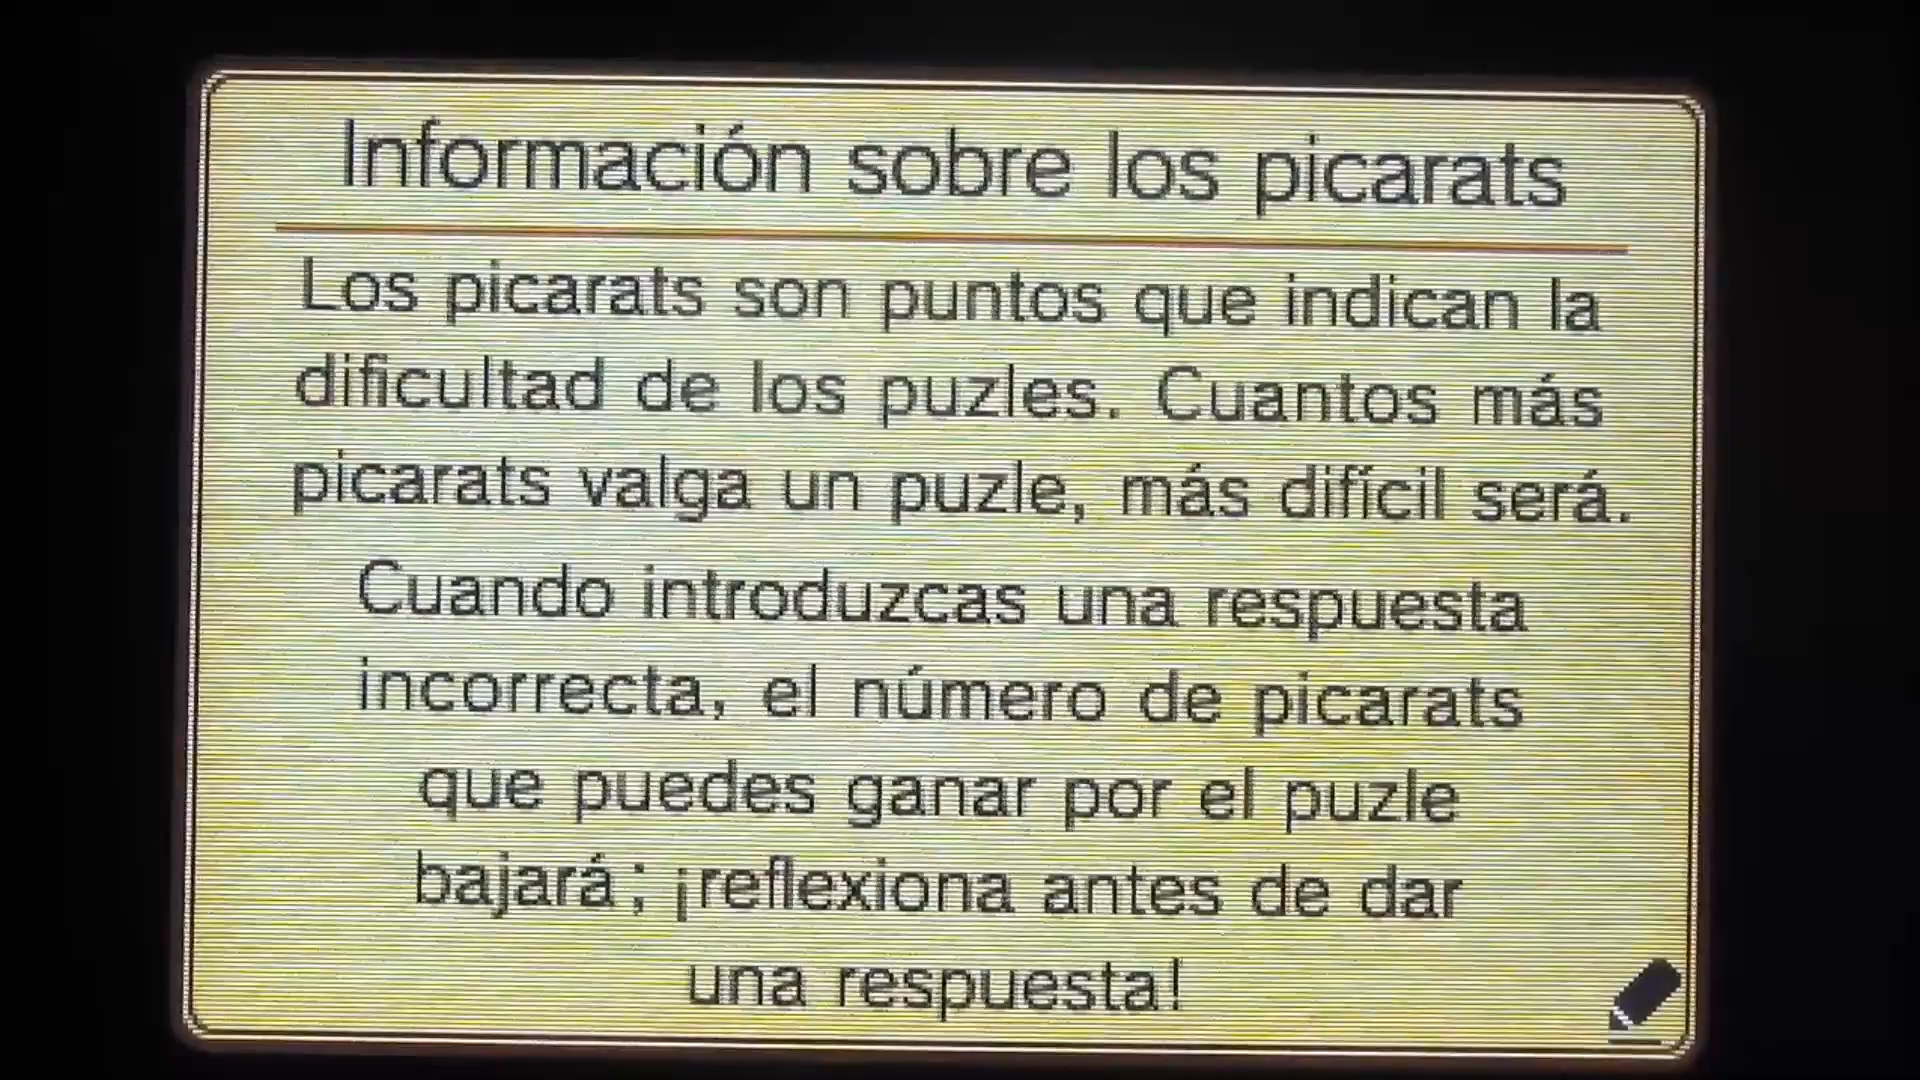 Información sobre los picarats
Los picarats son puntos que indican la
dificultad de los puzles. Cuantos más
picarats valga un puzle, más difícil será.
Cuando introduzcas una respuesta
incorrecta, el número de picarats
que puedes ganar por el puzle
bajará; ¡reflexiona antes de dar
una respuesta!